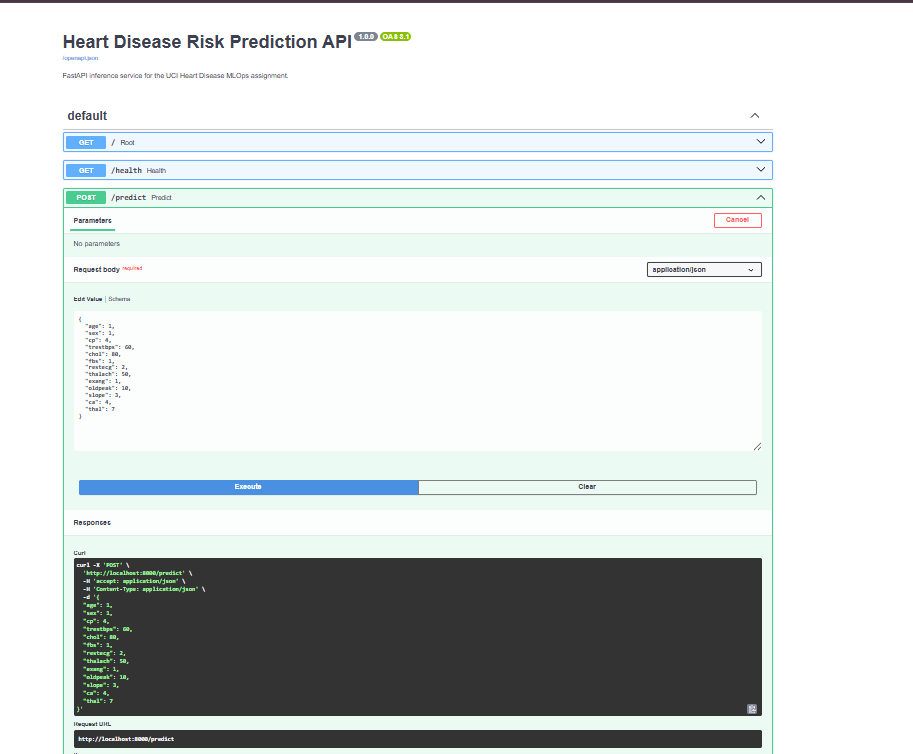 Heart Disease Risk Prediction API 1.0.0 OAS 3.1
/openapi.json
FastAPI inference service for the UCI Heart Disease MLOps assignment.
default
GET / Root
GET /health Health
POST /predict Predict
Parameters Cancel
No parameters
Request body required application/json
Edit Value | Schema
{
"age": 1,
"sex": 1,
"cp": 4,
"trestbps": 60,
"chol": 80,
"fbs": 1,
"restecg": 2,
"thalach": 50,
"exang": 1,
"oldpeak": 10,
"slope": 3,
"ca": 4,
"thal": 7
}
Execute Clear
Responses
Curl
curl -X 'POST' \
'http://localhost:8000/predict' \
-H 'accept: application/json' \
-H 'Content-Type: application/json' \
-d '{
"age": 1,
"sex": 1,
"cp": 4,
"trestbps": 60,
"chol": 80,
"fbs": 1,
"restecg": 2,
"thalach": 50,
"exang": 1,
"oldpeak": 10,
"slope": 3,
"ca": 4,
"thal": 7
}'
Request URL
http://localhost:8000/predict